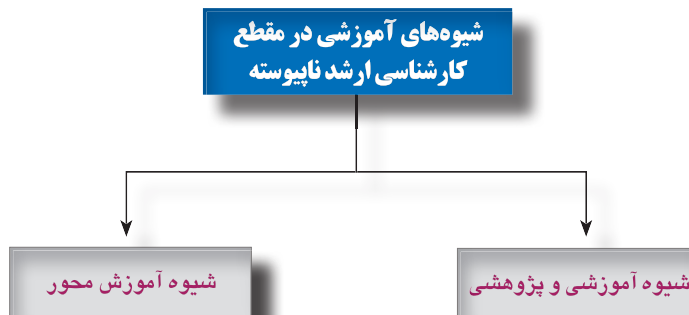 شیوه‌های آموزشی در مقطع
کارشناسی ارشد ناپیوسته
شیوه آموزشی و پژوهشی
شیوه آموزش محور